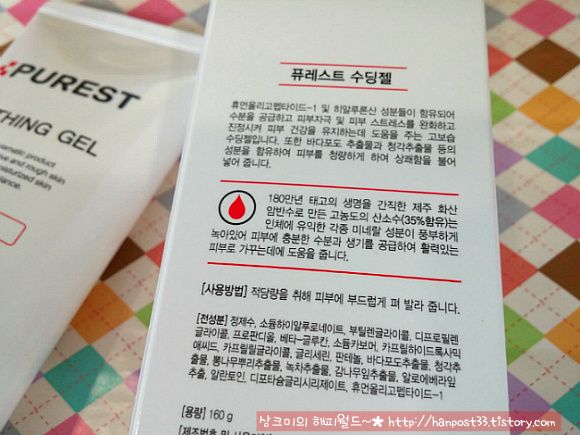 PUREST
THING GEL
smetic product
ive and rough skin
moisturized skin
lance.
퓨레스트 수딩젤
휴먼올리고펩타이드-1 및 히알루론산 성분들이 함유되어
수분을 공급하고 피부자극 및 피부 스트레스를 완화하고
진정시켜 피부 건강을 유지하는데 도움을 주는 고보습
수딩젤입니다. 또한 바다포도 추출물과 청각추출물 등의
성분을 함유하여 피부를 청량하게 하여 상쾌함을 불어
넣어 줍니다.
180만년 태고의 생명을 간직한 제주 화산
암반수로 만든 고농도의 산소수(35%함유)는
인체에 유익한 각종 미네랄 성분이 풍부하게
녹아있어 피부에 충분한 수분과 생기를 공급하여 활력있는
피부로 가꾸는데에 도움을 줍니다.
[사용방법] 적당량을 취해 피부에 부드럽게 펴 발라 줍니다.
[전성분] 정제수, 소듐하이알루로네이트, 부틸렌글라이콜, 디프로필렌
글라이콜, 프로판디올, 베타-글루칸, 소듐카보머, 카프릴하이드록사믹
애씨드, 카프릴릴글라이콜, 글리세린, 판테놀, 바다포도추출물, 청각추
출물, 뽕나무뿌리추출물, 녹차추출물, 감나무잎추출물, 알로에베라잎
추출, 알란토인, 디포타슘글리시리제이트, 휴먼올리고펩타이드-1
[용량] 160 g
낭크미의 해피월드~★ http://hanpost33.tistory.com